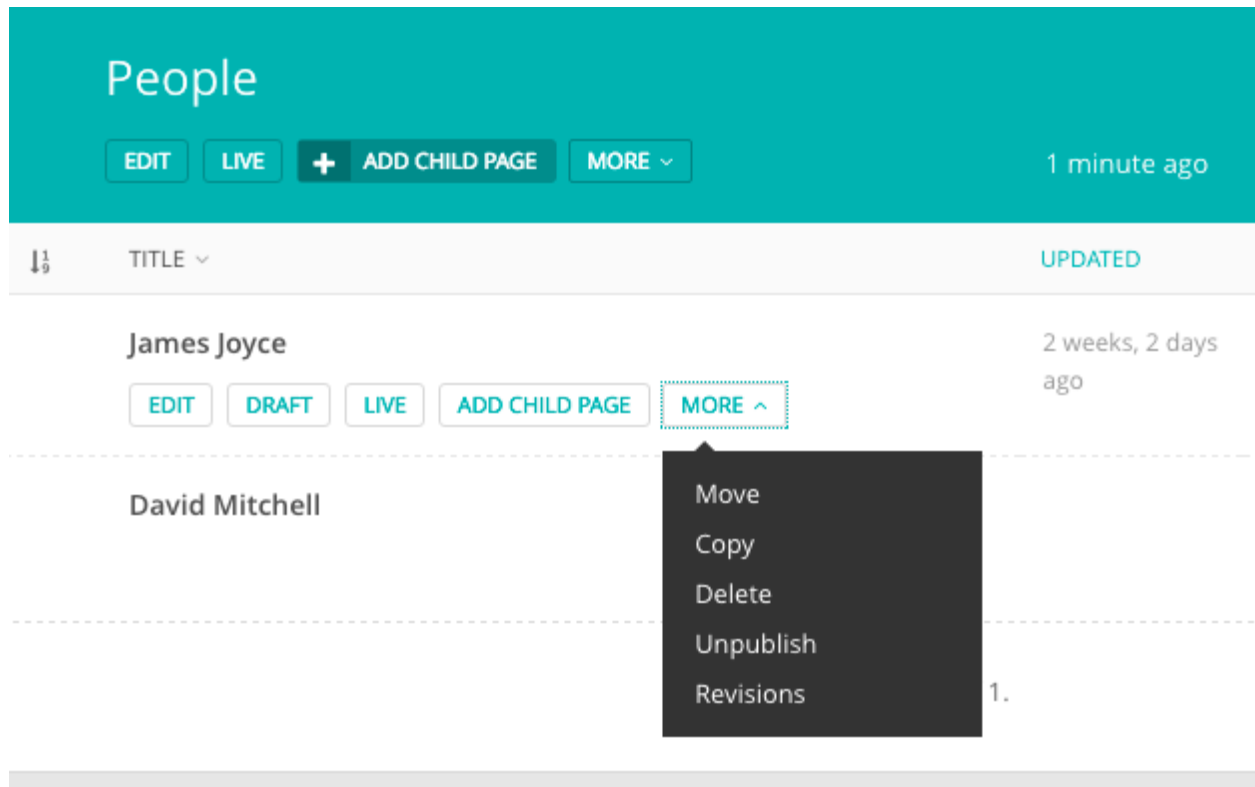 People
EDIT LIVE + ADD CHILD PAGE MORE 1 minute ago
TITLE UPDATED
James Joyce 2 weeks, 2 days
ago
EDIT DRAFT LIVE ADD CHILD PAGE MORE
Move
David Mitchell
Copy
Delete
Unpublish
Revisions 1.